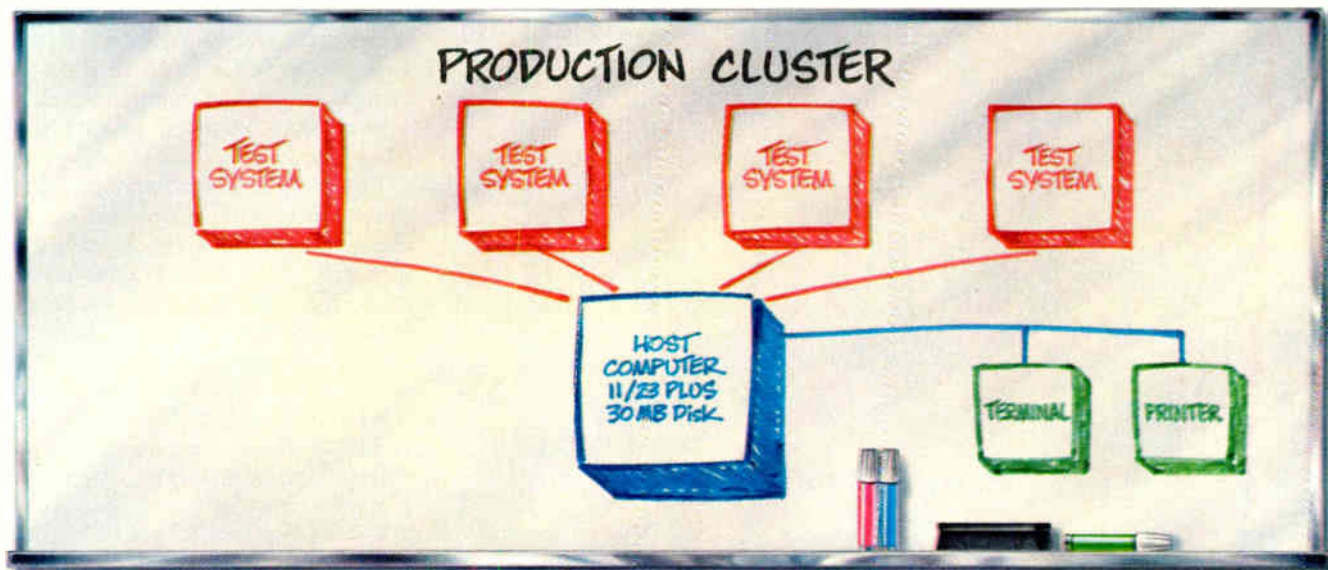 PRODUCTION CLUSTER
TEST
SYSTEM
TEST
SYSTEM
TEST
SYSTEM
TEST
SYSTEM
HOST
COMPUTER
11/23 PLUS
30 MB Disk
TERMINAL
PRINTER